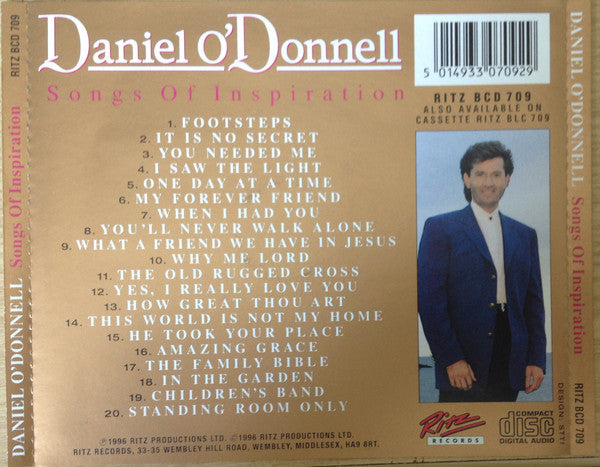 RITZ BCD 709
Songs Of Inspiration
DANIEL O'DONNELL
Daniel O'Donnell
Songs Of Inspiration
1. FOOTSTEPS
2. IT IS NO SECRET
3. YOU NEEDED ME
4. I SAW THE LIGHT
5. ONE DAY AT A TIME
6. MY FOREVER FRIEND
7. WHEN I HAD YOU
8. YOU'LL NEVER WALK ALONE
9. WHAT A FRIEND WE HAVE IN JESUS
10. WHY ME LORD
11. THE OLD RUGGED CROSS
12. YES, I REALLY LOVE YOU
13. HOW GREAT THOU ART
14. THIS WORLD IS NOT MY HOME
15. HE TOOK YOUR PLACE
16. AMAZING GRACE
17. THE FAMILY BIBLE
18. IN THE GARDEN
19. CHILDREN'S BAND
20. STANDING ROOM ONLY
℗1996 RITZ PRODUCTIONS LTD. ©1996 RITZ PRODUCTIONS LTD.
RITZ RECORDS, 33-35 WEMBLEY HILL ROAD, WEMBLEY, MIDDLESEX, HA9 8RT.
5 014933 070929
RITZ BCD 709
ALSO AVAILABLE ON
CASSETTE RITZ BLC 709
Ritz
RECORDS
COMPACT
disc
DIGITAL AUDIO
DESIGN: STTI
DANIEL O'DONNELL
Songs Of Inspiration
RITZ BCD 709